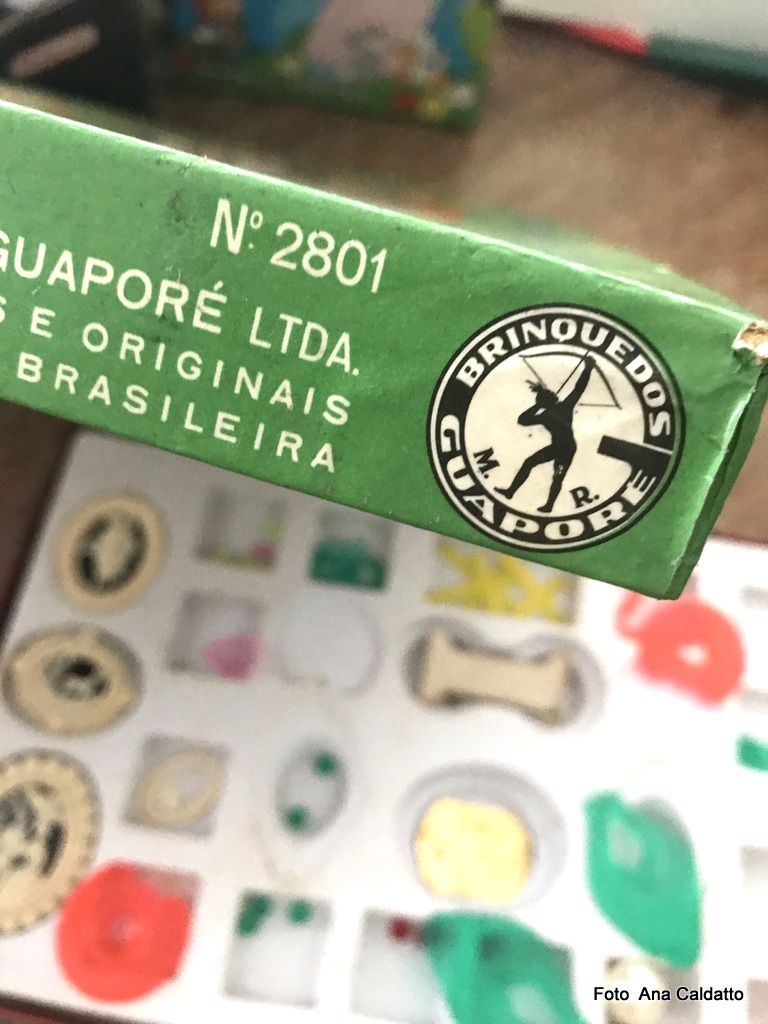 Nº 2801
GUAPORÉ LTDA.
S E ORIGINAIS
BRASILEIRA
BRINQUEDOS
M. R.
GUAPORÉ
Foto Ana Caldatto